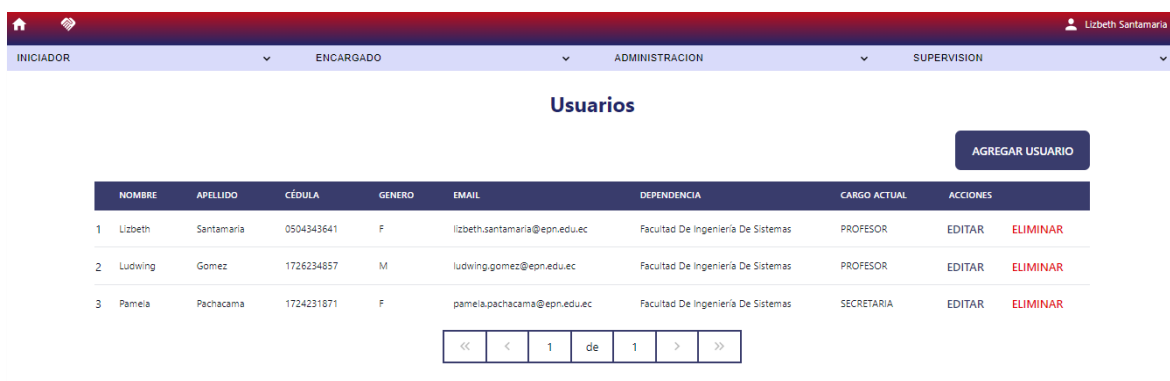 Lizbeth Santamaria
INICIADOR ENCARGADO ADMINISTRACION SUPERVISION
Usuarios
AGREGAR USUARIO
NOMBRE APELLIDO CÉDULA GENERO EMAIL DEPENDENCIA CARGO ACTUAL ACCIONES
1 Lizbeth Santamaria 0504343641 F lizbeth.santamaria@epn.edu.ec Facultad De Ingeniería De Sistemas PROFESOR EDITAR ELIMINAR
2 Ludwing Gomez 1726234857 M ludwing.gomez@epn.edu.ec Facultad De Ingeniería De Sistemas PROFESOR EDITAR ELIMINAR
3 Pamela Pachacama 1724231871 F pamela.pachacama@epn.edu.ec Facultad De Ingeniería De Sistemas SECRETARIA EDITAR ELIMINAR
<< < 1 de 1 > >>